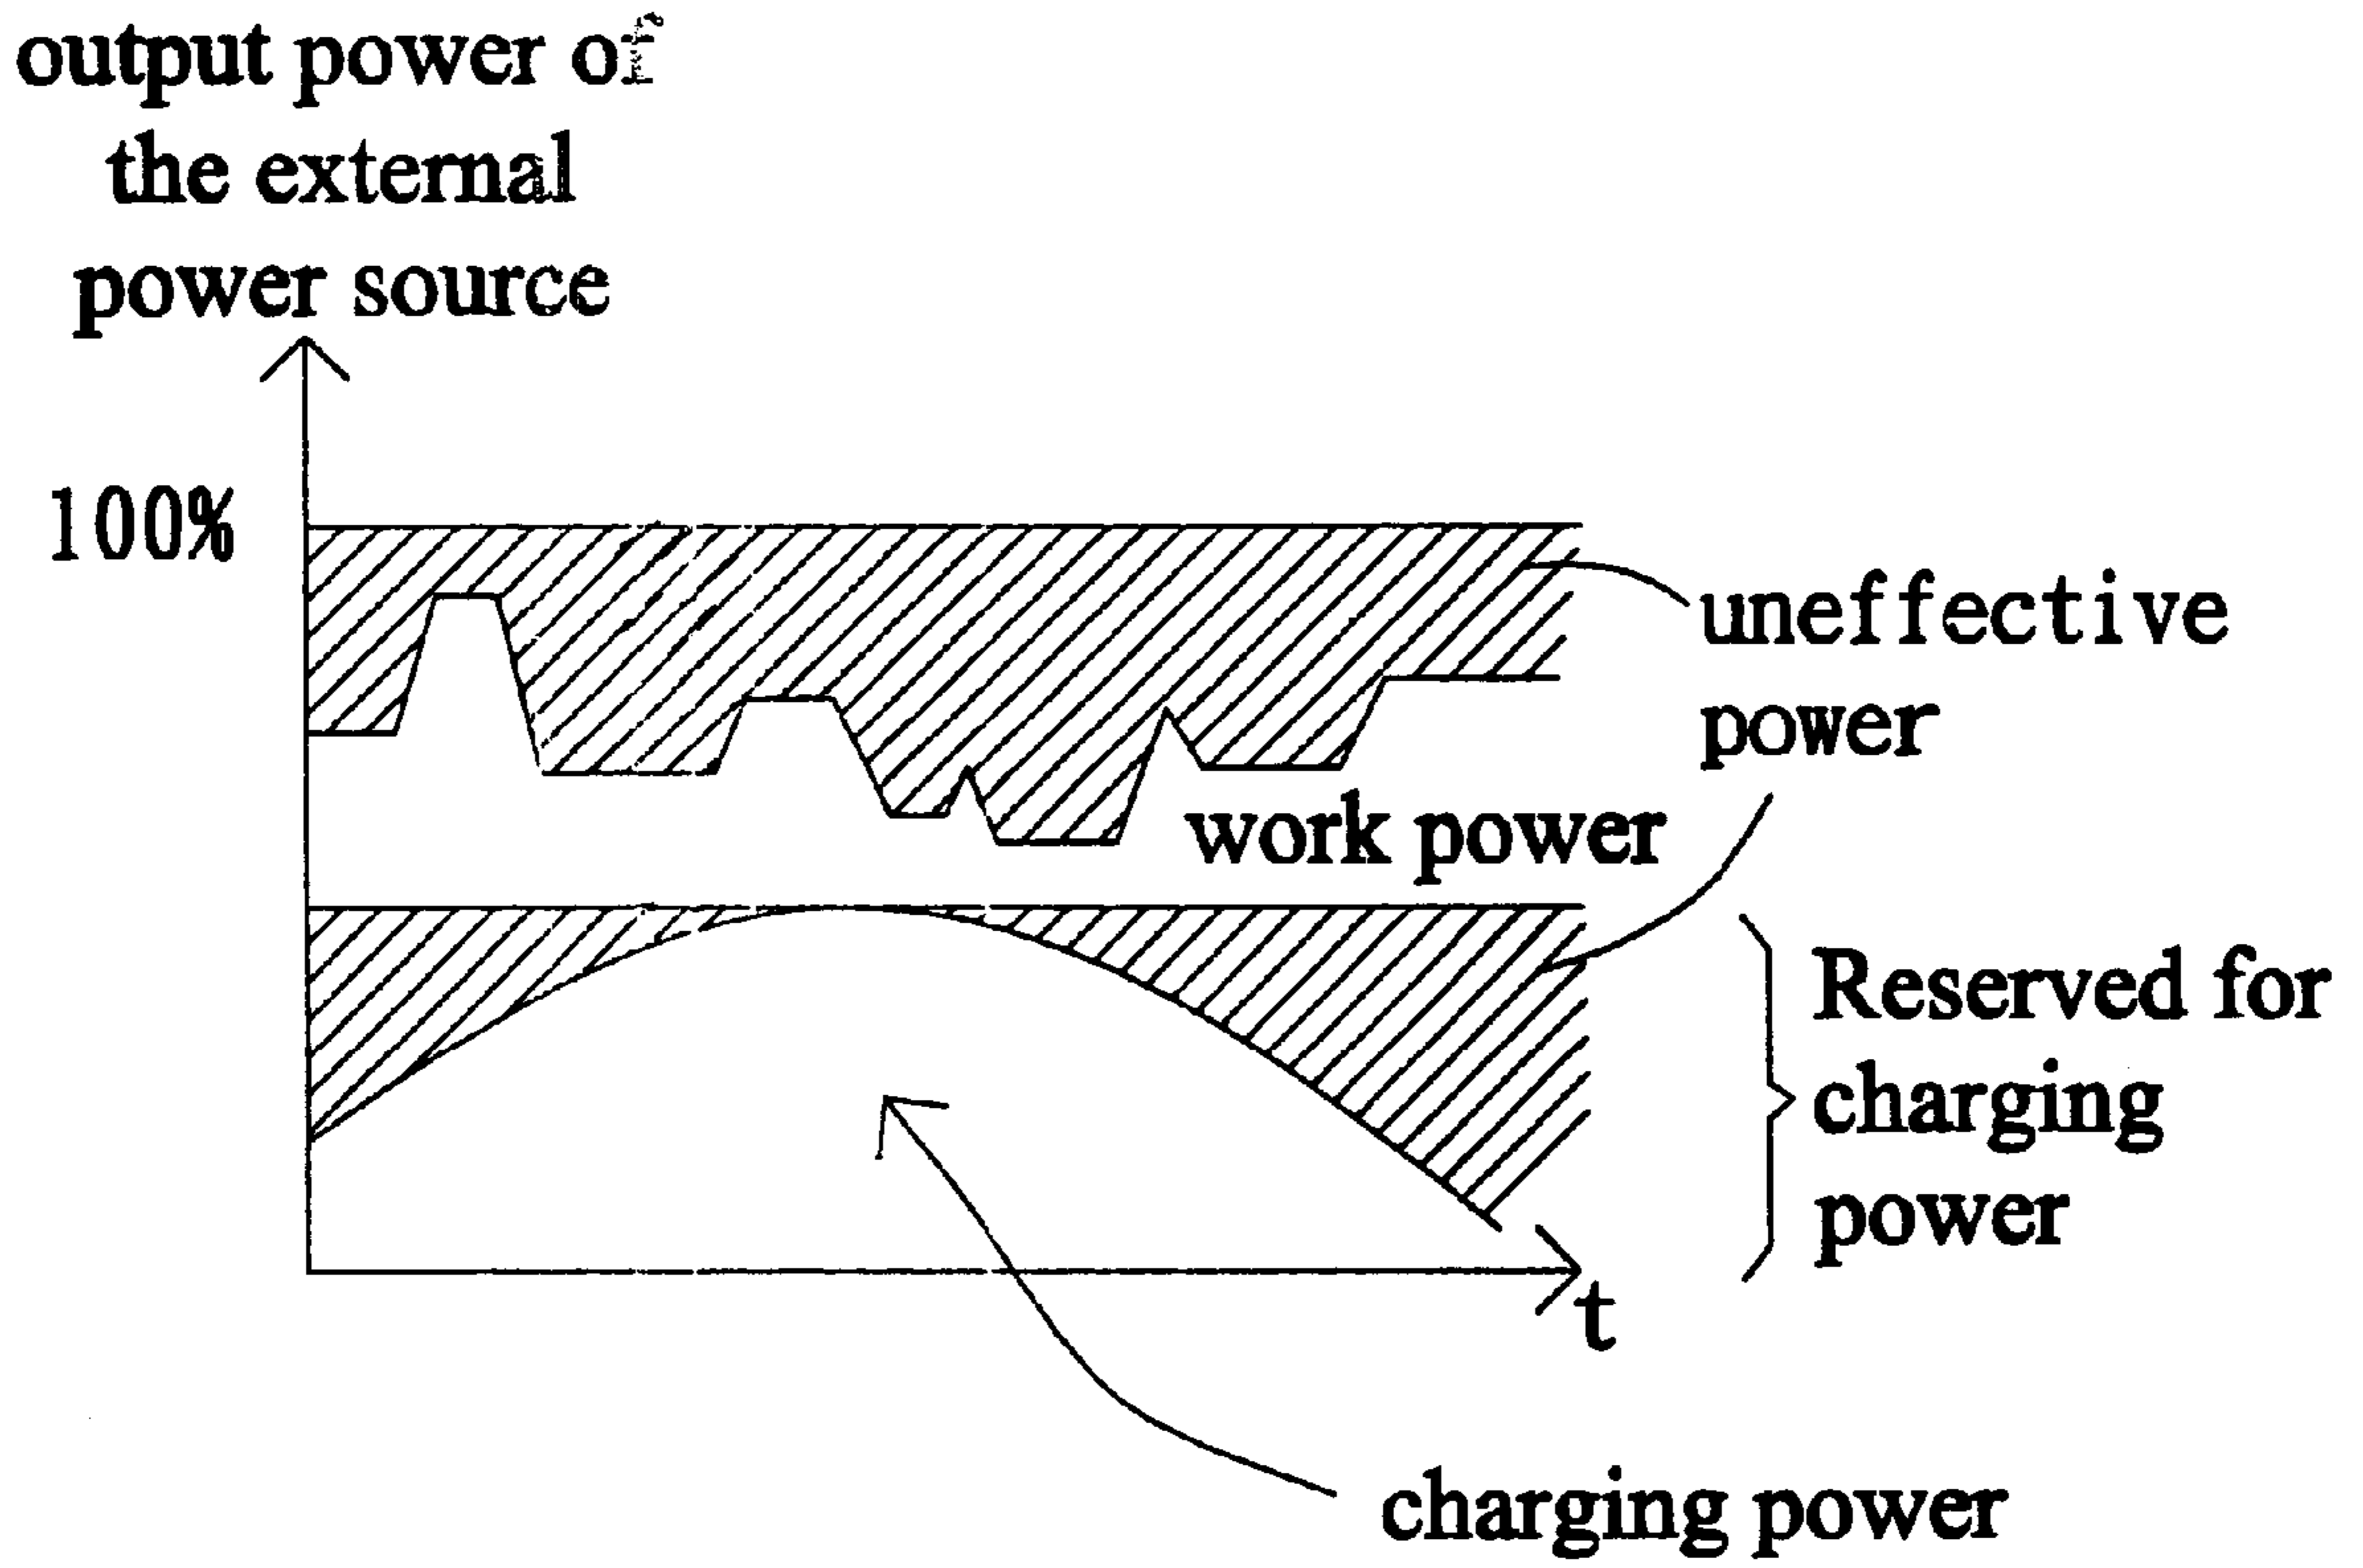 output power of
the external
power source
100%
uneffective
power
work power
Reserved for
charging
power
t
charging power